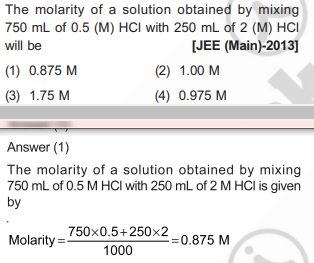 The molarity of a solution obtained by mixing
750 mL of 0.5 (M) HCl with 250 mL of 2 (M) HCl
will be [JEE (Main)-2013]
(1) 0.875 M (2) 1.00 M
(3) 1.75 M (4) 0.975 M
Answer (1)
The molarity of a solution obtained by mixing
750 mL of 0.5 M HCl with 250 mL of 2 M HCl is given
by
.
Molarity = (750×0.5+250×2)/1000 = 0.875 M